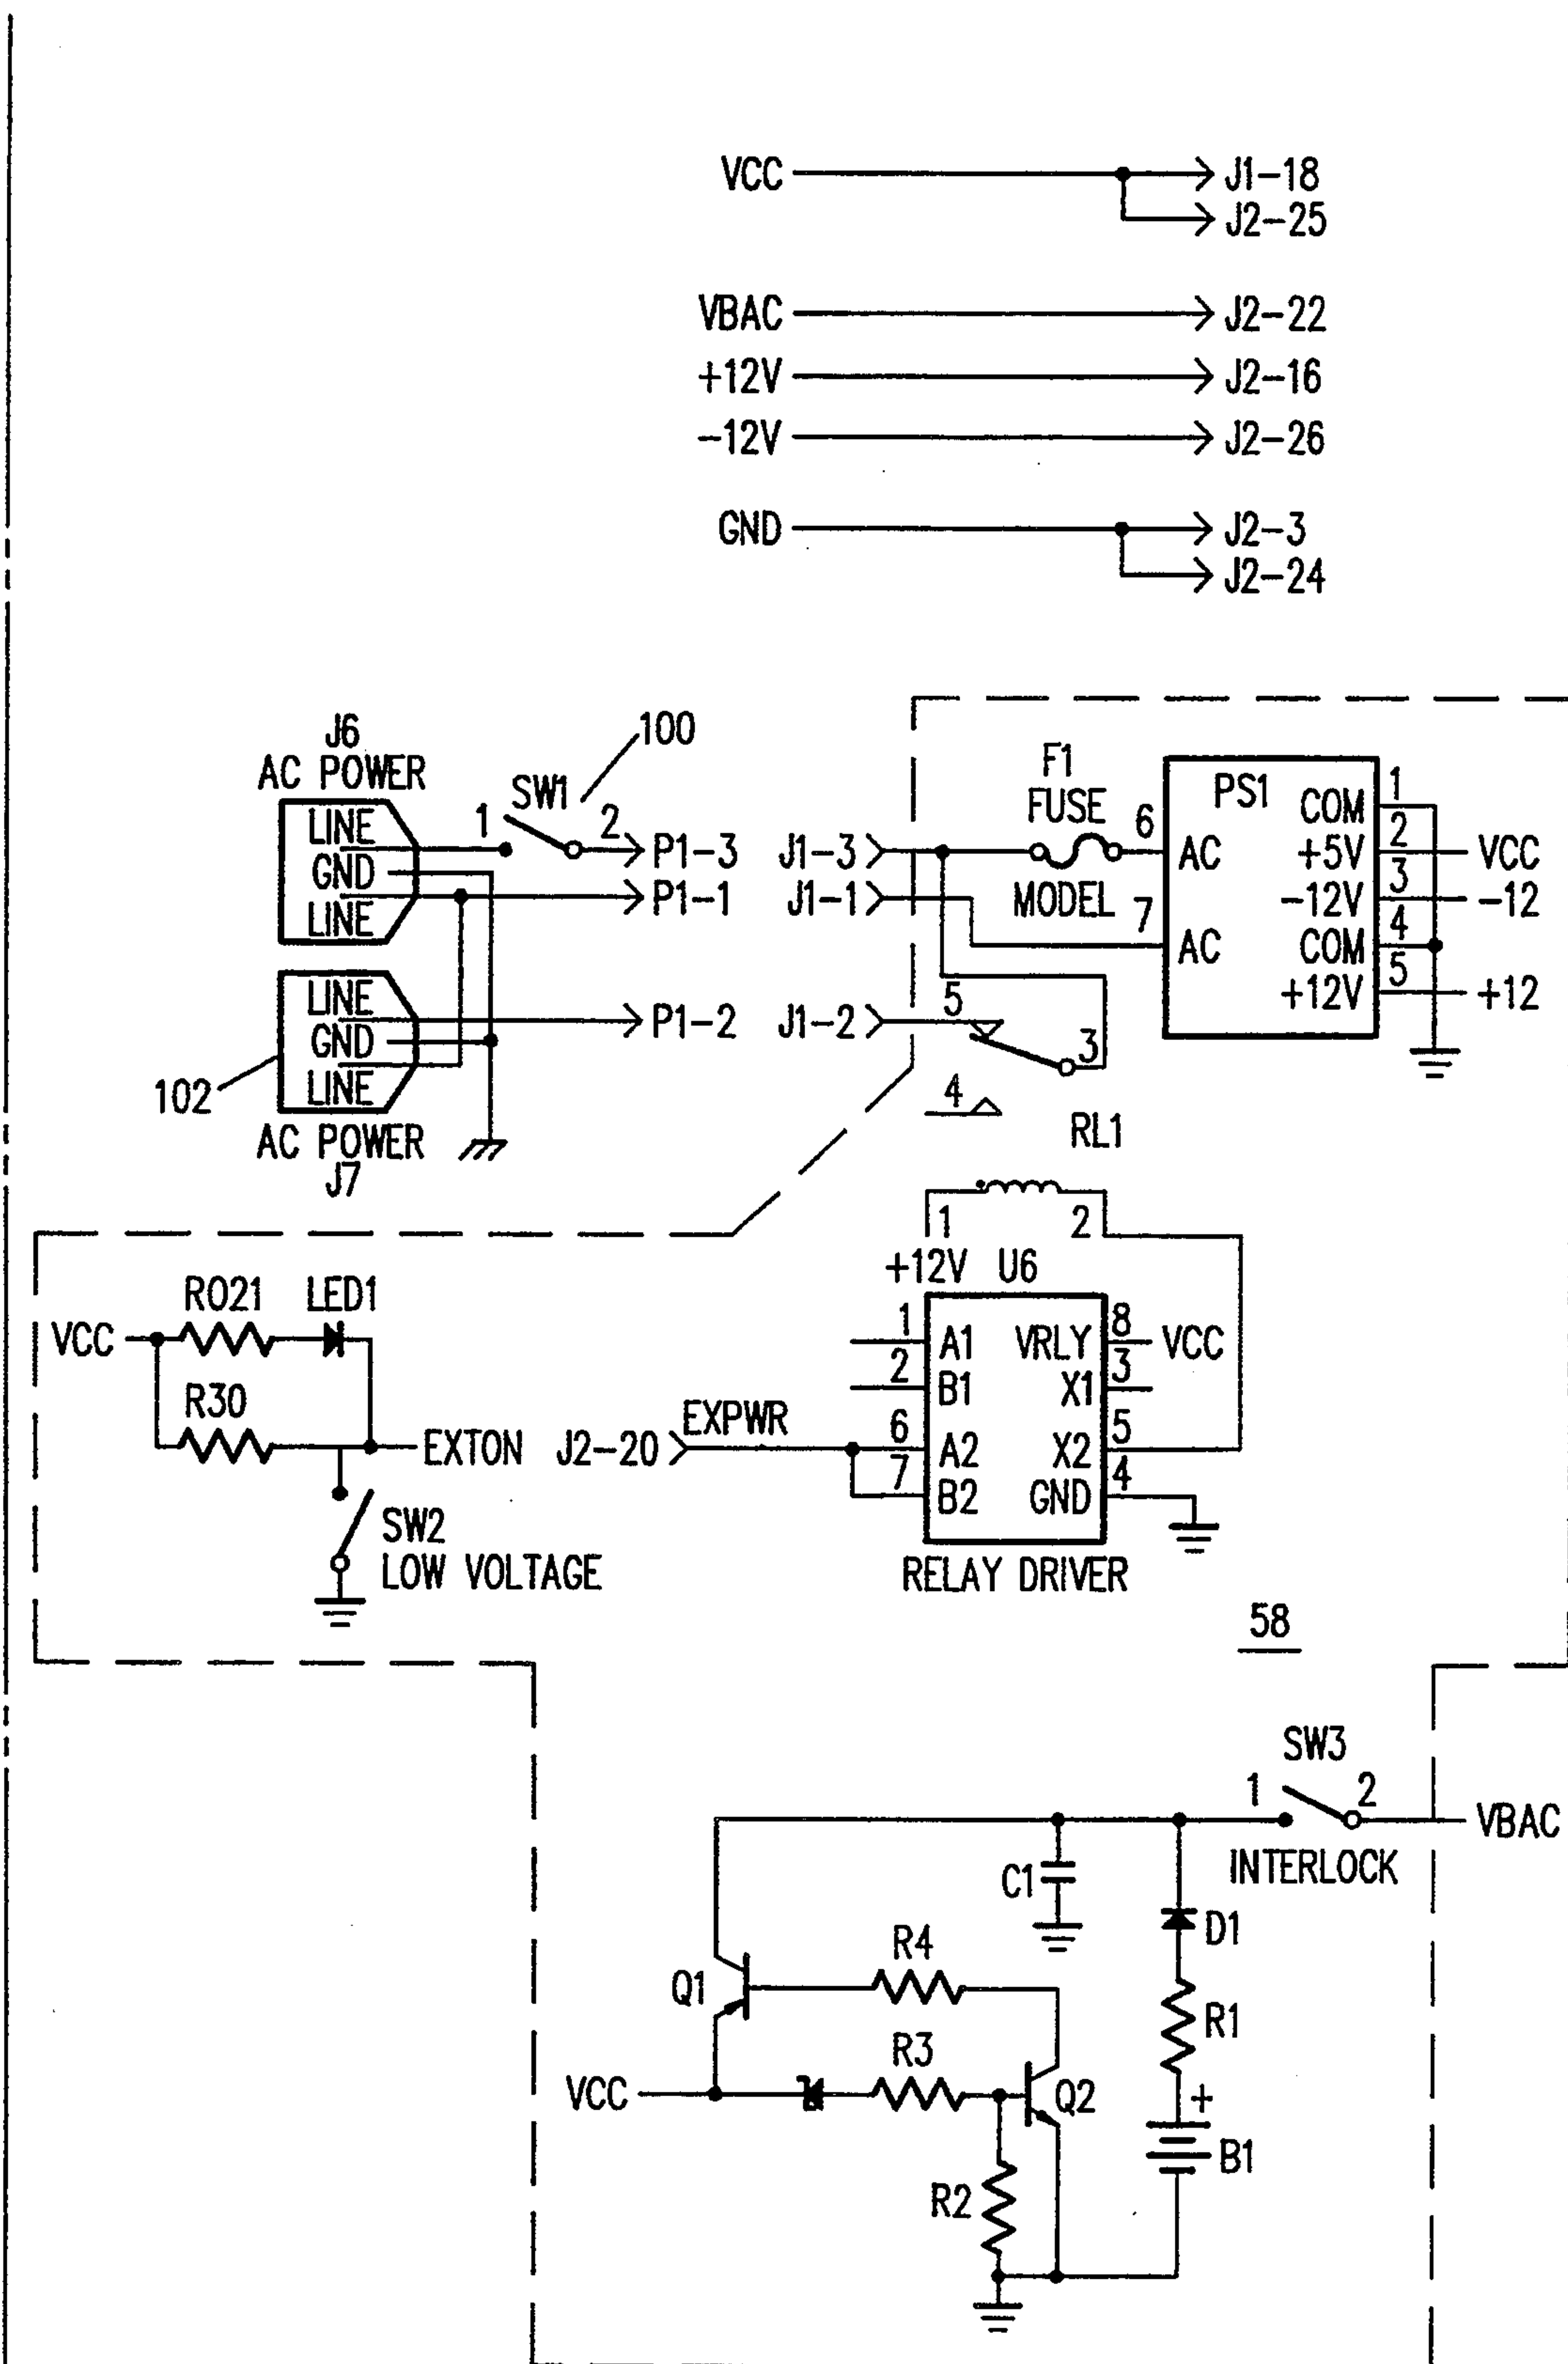 VCC J1-18
J2-25
VBAC J2-22
+12V J2-16
-12V J2-26
GND J2-3
J2-24
J6
AC POWER
100
SW1
LINE
1
2
P1-3
GND
P1-1
LINE
LINE
P1-2
GND
LINE
102
AC POWER
J7
J1-3
J1-1
J1-2
F1
FUSE
MODEL
6
7
PS1
AC
AC
COM
+5V
-12V
COM
+12V
1
2
3
4
5
VCC
-12
+12
5
3
4
RL1
1
2
+12V U6
1
2
6
7
A1
B1
A2
B2
VRLY
X1
X2
GND
8
3
5
4
VCC
RELAY DRIVER
RO21 LED1
VCC
R30
EXTON
SW2
LOW VOLTAGE
J2-20
EXPWR
58
SW3
1
2
VBAC
INTERLOCK
C1
D1
R4
Q1
R1
R3
VCC
Q2
+
B1
R2